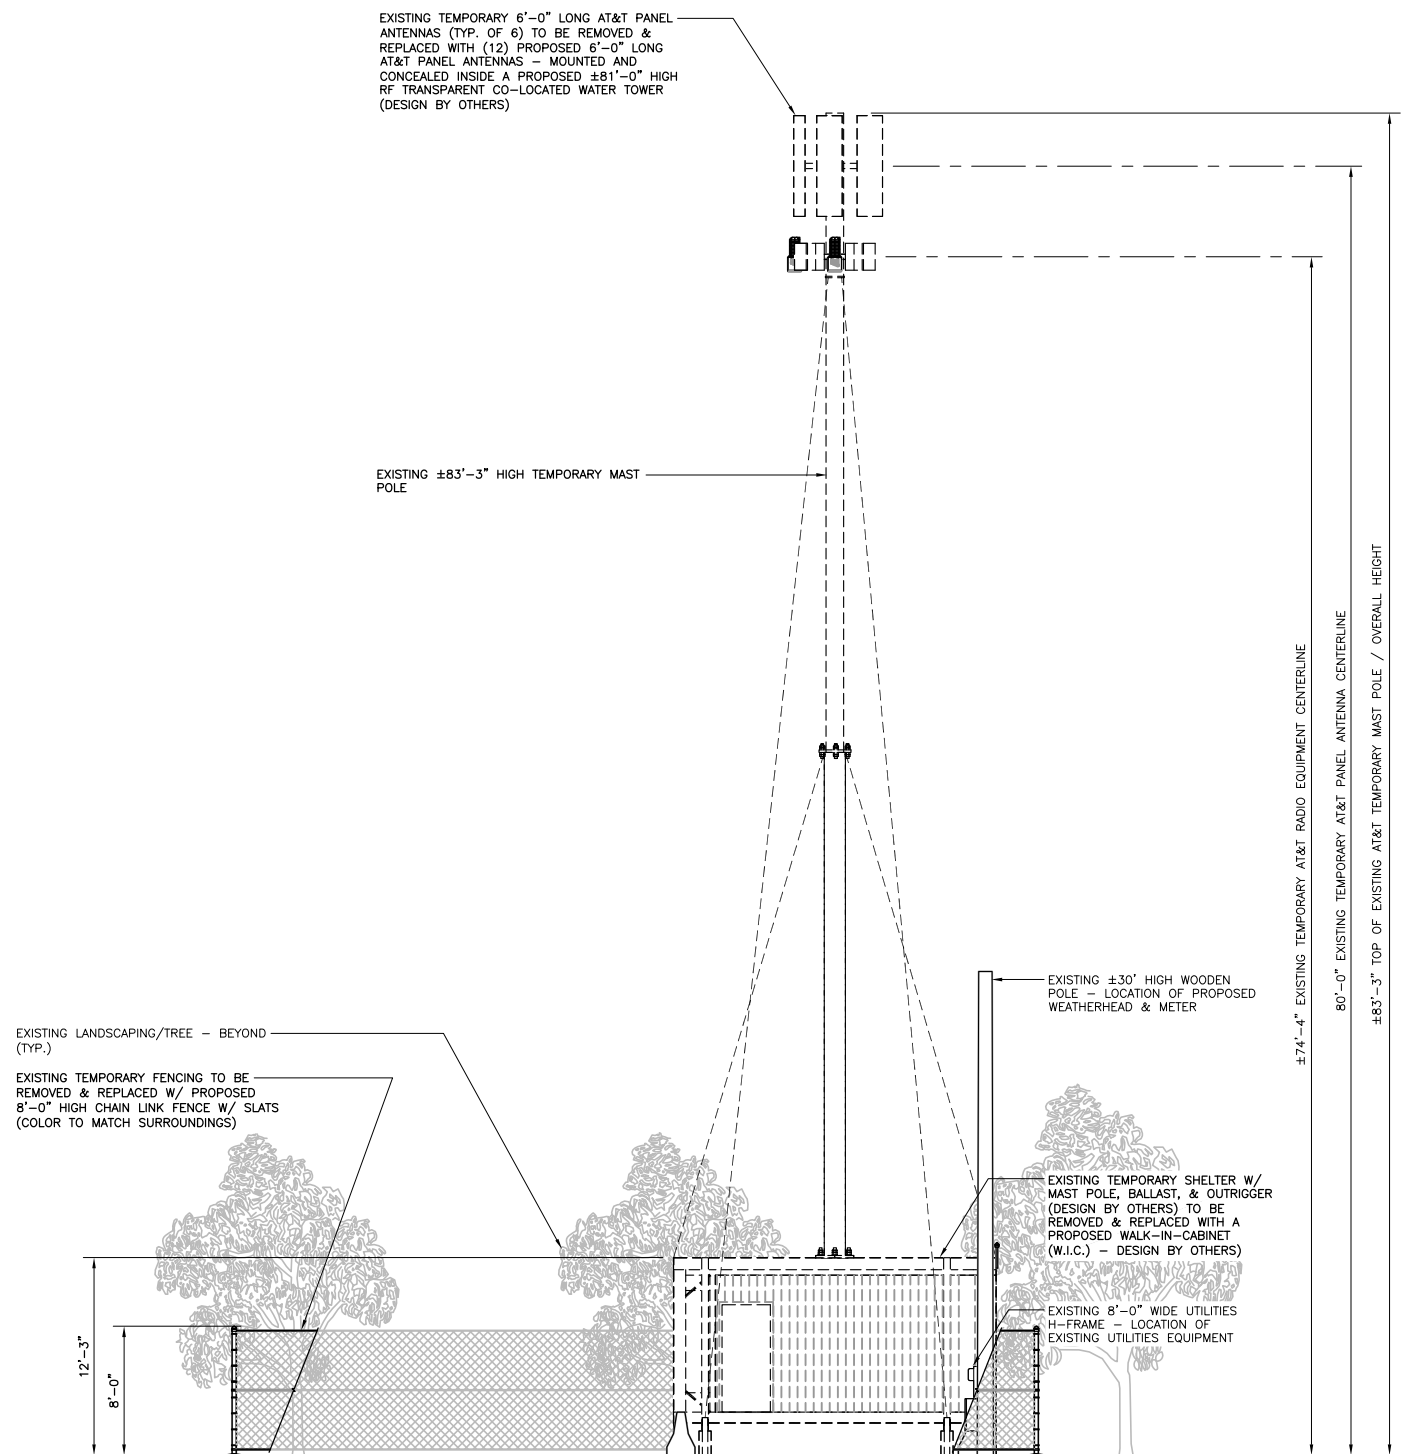 EXISTING TEMPORARY 6'-0" LONG AT&T PANEL
ANTENNAS (TYP. OF 6) TO BE REMOVED &
REPLACED WITH (12) PROPOSED 6'-0" LONG
AT&T PANEL ANTENNAS – MOUNTED AND
CONCEALED INSIDE A PROPOSED ±81'-0" HIGH
RF TRANSPARENT CO-LOCATED WATER TOWER
(DESIGN BY OTHERS)
EXISTING ±83'-3" HIGH TEMPORARY MAST
POLE
±74'-4" EXISTING TEMPORARY AT&T RADIO EQUIPMENT CENTERLINE
80'-0" EXISTING TEMPORARY AT&T PANEL ANTENNA CENTERLINE
±83'-3" TOP OF EXISTING AT&T TEMPORARY MAST POLE / OVERALL HEIGHT
EXISTING ±30' HIGH WOODEN
POLE – LOCATION OF PROPOSED
WEATHERHEAD & METER
EXISTING LANDSCAPING/TREE – BEYOND
(TYP.)
EXISTING TEMPORARY FENCING TO BE
REMOVED & REPLACED W/ PROPOSED
8'-0" HIGH CHAIN LINK FENCE W/ SLATS
(COLOR TO MATCH SURROUNDINGS)
EXISTING TEMPORARY SHELTER W/
MAST POLE, BALLAST, & OUTRIGGER
(DESIGN BY OTHERS) TO BE
REMOVED & REPLACED WITH A
PROPOSED WALK-IN-CABINET
(W.I.C.) – DESIGN BY OTHERS)
EXISTING 8'-0" WIDE UTILITIES
H-FRAME – LOCATION OF
EXISTING UTILITIES EQUIPMENT
12'-3"
8'-0"